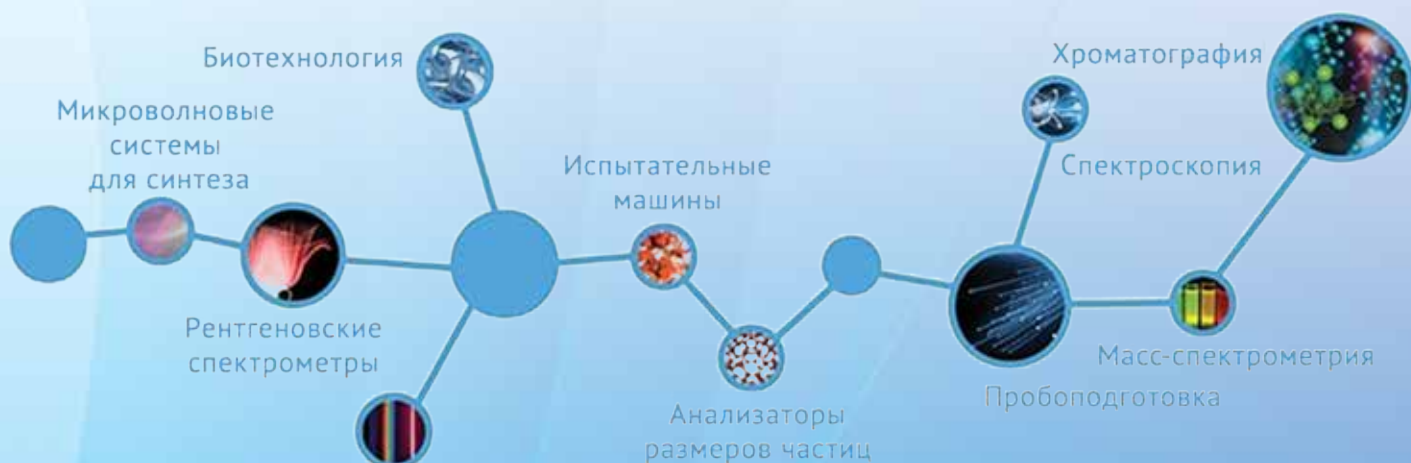 Биотехнология
Хроматография
Микроволновые
системы
для синтеза
Испытательные
машины
Спектроскопия
Рентгеновские
спектрометры
Масс-спектрометрия
Пробоподготовка
Анализаторы
размеров частиц